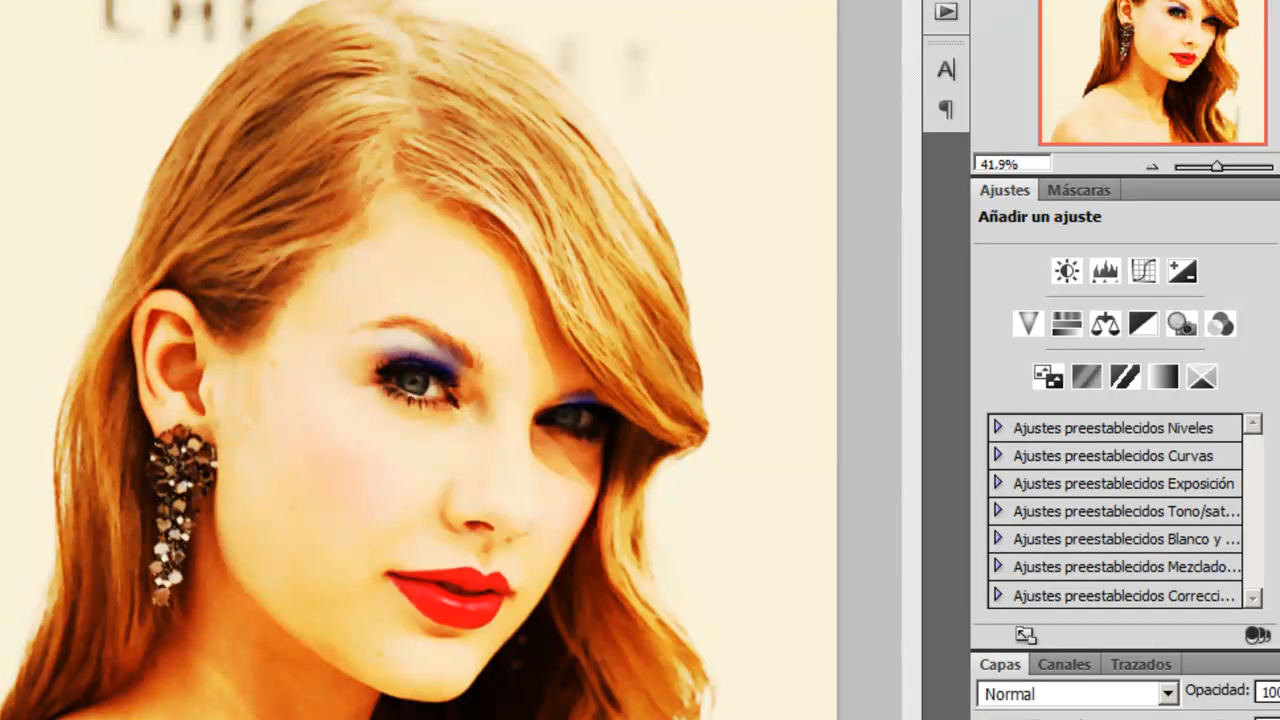 A
¶
41.9%
Ajustes Máscaras
Añadir un ajuste
Ajustes preestablecidos Niveles
Ajustes preestablecidos Curvas
Ajustes preestablecidos Exposición
Ajustes preestablecidos Tono/sat...
Ajustes preestablecidos Blanco y ...
Ajustes preestablecidos Mezclado...
Ajustes preestablecidos Correcci...
Capas Canales Trazados
Normal Opacidad: 100